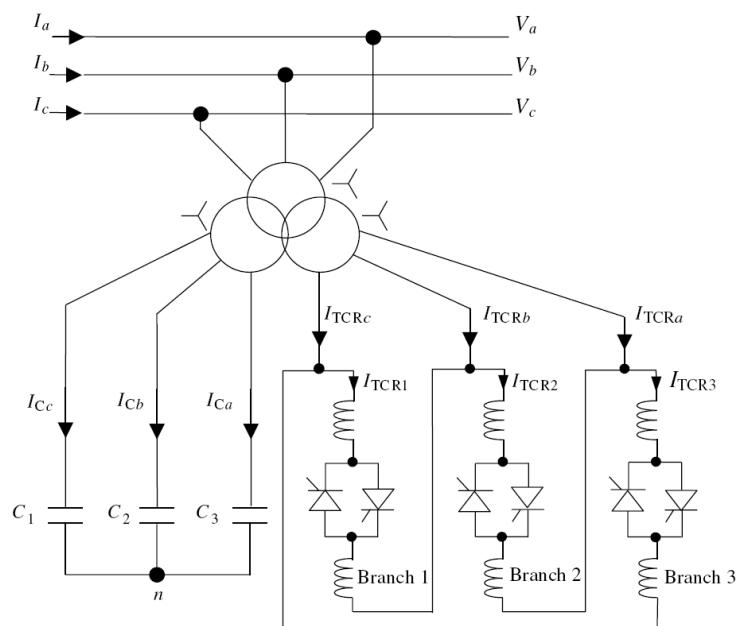 Ia Va
Ib Vb
Ic Vc
ITCRc ITCRb ITCRa
ICc ICb ICa ITCR1 ITCR2 ITCR3
C1 C2 C3
Branch 1 Branch 2 Branch 3
n